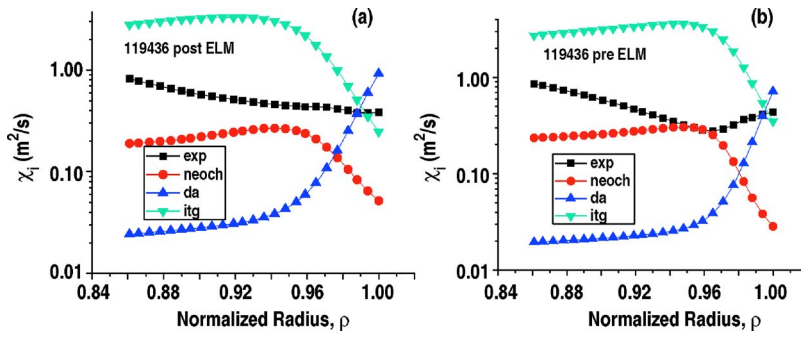 (a)
119436 post ELM
χi (m²/s)
1.00
0.10
0.01
exp
neoch
da
itg
0.84 0.88 0.92 0.96 1.00
Normalized Radius, ρ
(b)
119436 pre ELM
χi (m²/s)
1.00
0.10
0.01
exp
neoch
da
itg
0.84 0.88 0.92 0.96 1.00
Normalized Radius, ρ